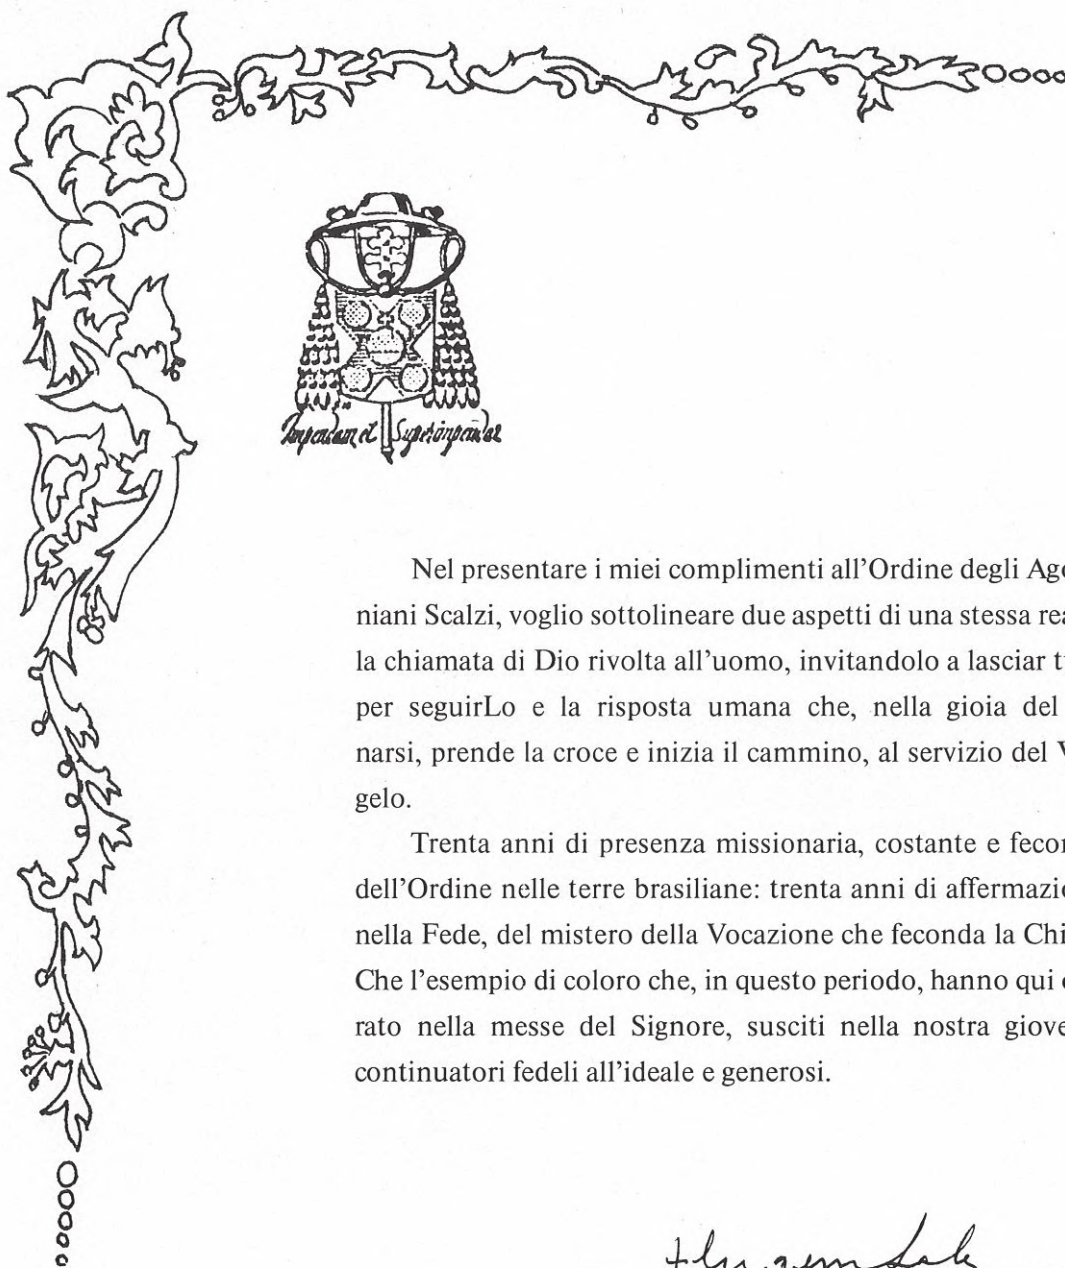 Impendam et Superimpendar
Nel presentare i miei complimenti all'Ordine degli Ago
niani Scalzi, voglio sottolineare due aspetti di una stessa rea
la chiamata di Dio rivolta all'uomo, invitandolo a lasciar t
per seguirLo e la risposta umana che, nella gioia del
narsi, prende la croce e inizia il cammino, al servizio del V
gelo.
Trenta anni di presenza missionaria, costante e fecon
dell'Ordine nelle terre brasiliane: trenta anni di affermazio
nella Fede, del mistero della Vocazione che feconda la Chi
Che l'esempio di coloro che, in questo periodo, hanno qui
rato nella messe del Signore, susciti nella nostra giove
continuatori fedeli all'ideale e generosi.